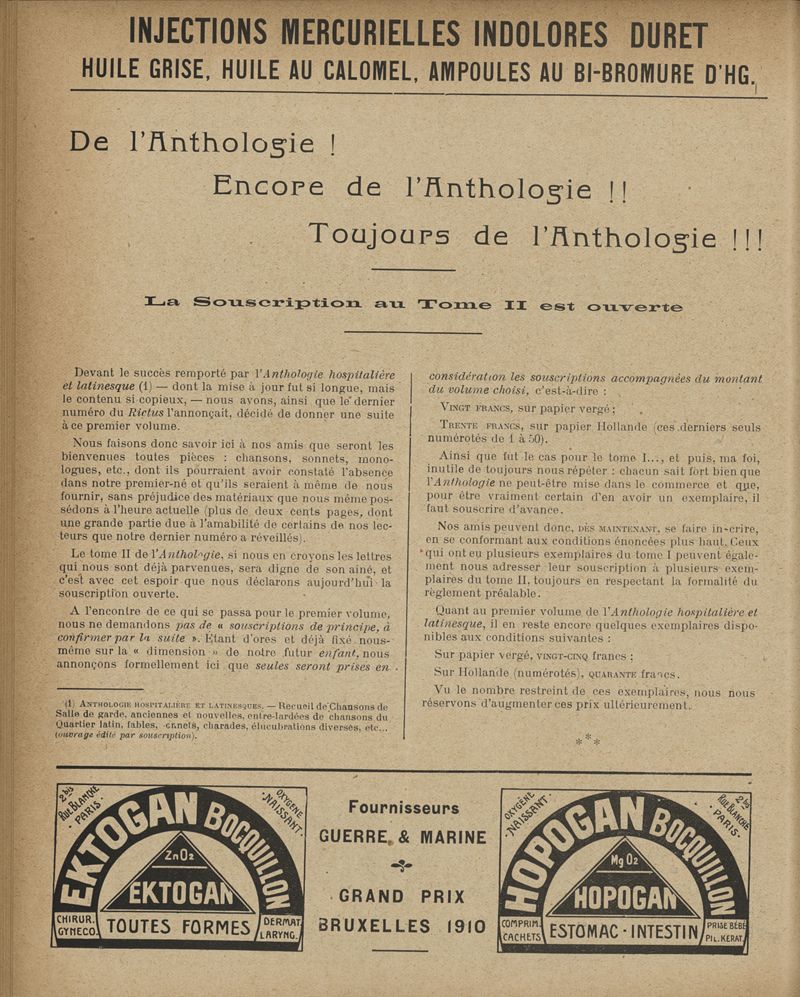 INJECTIONS MERCURIELLES INDOLORES DURET
HUILE GRISE, HUILE AU CALOMEL, AMPOULES AU BI-BROMURE D'HG.
De l'Anthologie !
Encore de l'Anthologie !!
Toujours de l'Anthologie !!!
La Souscription au Tome II est ouverte
Devant le succès remporté par l'Anthologie hospitalière
et latinesque (1) — dont la mise à jour fut si longue, mais
le contenu si copieux, — nous avons, ainsi que le dernier
numéro du Rictus l'annonçait, décidé de donner une suite
à ce premier volume.
Nous faisons donc savoir ici à nos amis que seront les
bienvenues toutes pièces : chansons, sonnets, mono-
logues, etc., dont ils pourraient avoir constaté l'absence
dans notre premier-né et qu'ils seraient à même de nous
fournir, sans préjudice des matériaux que nous même pos-
sédons à l'heure actuelle (plus de deux cents pages, dont
une grande partie due à l'amabilité de certains de nos lec-
teurs que notre dernier numéro a réveillés).
Le tome II de l'Anthologie, si nous en croyons les lettres
qui nous sont déjà parvenues, sera digne de son aîné, et
c'est avec cet espoir que nous déclarons aujourd'hui la
souscription ouverte.
A l'encontre de ce qui se passa pour le premier volume,
nous ne demandons pas de « souscriptions de principe, à
confirmer par la suite ». Étant d'ores et déjà fixé nous-
même sur la « dimension » de notre futur enfant, nous
annonçons formellement ici que seules seront prises en
(1) ANTHOLOGIE HOSPITALIÈRE ET LATINESQUES. — Recueil de Chansons de
Salle de garde, anciennes et nouvelles, entre-lardées de chansons du
Quartier latin, fables, sonnets, charades, élucubrations diverses, etc...
(ouvrage édité par souscription).
considération les souscriptions accompagnées du montant
du volume choisi, c'est-à-dire :
VINGT FRANCS, sur papier vergé ;
TRENTE FRANCS, sur papier Hollande (ces derniers seuls
numérotés de 1 à 50).
Ainsi que fut le cas pour le tome I..., et puis, ma foi,
inutile de toujours nous répéter : chacun sait fort bien que
l'Anthologie ne peut-être mise dans le commerce et que,
pour être vraiment certain d'en avoir un exemplaire, il
faut souscrire d'avance.
Nos amis peuvent donc, DÈS MAINTENANT, se faire inscrire,
en se conformant aux conditions énoncées plus haut. Ceux
qui ont eu plusieurs exemplaires du tome I peuvent égale-
ment nous adresser leur souscription à plusieurs exem-
plaires du tome II, toujours en respectant la formalité du
règlement préalable.
Quant au premier volume de l'Anthologie hospitalière et
latinesque, il en reste encore quelques exemplaires dispo-
nibles aux conditions suivantes :
Sur papier vergé, VINGT-CINQ francs ;
Sur Hollande (numérotés), QUARANTE francs.
Vu le nombre restreint de ces exemplaires, nous nous
réservons d'augmenter ces prix ultérieurement.
***
2bis
RUE BLANCHE
PARIS
OXYGÈNE
NAISSANT
EKTOGAN BOCQUILLON
ZnO2
EKTOGAN
CHIRUR.
GYNECO.
TOUTES FORMES
DERMAT.
LARYNG.
Fournisseurs
GUERRE & MARINE
GRAND PRIX
BRUXELLES 1910
OXYGÈNE
NAISSANT
2bis
RUE BLANCHE
PARIS
HOPOGAN BOCQUILLON
MgO2
HOPOGAN
COMPRIM.
CACHETS
ESTOMAC-INTESTIN
PRISE BÉBÉ
PIL. KERAT.